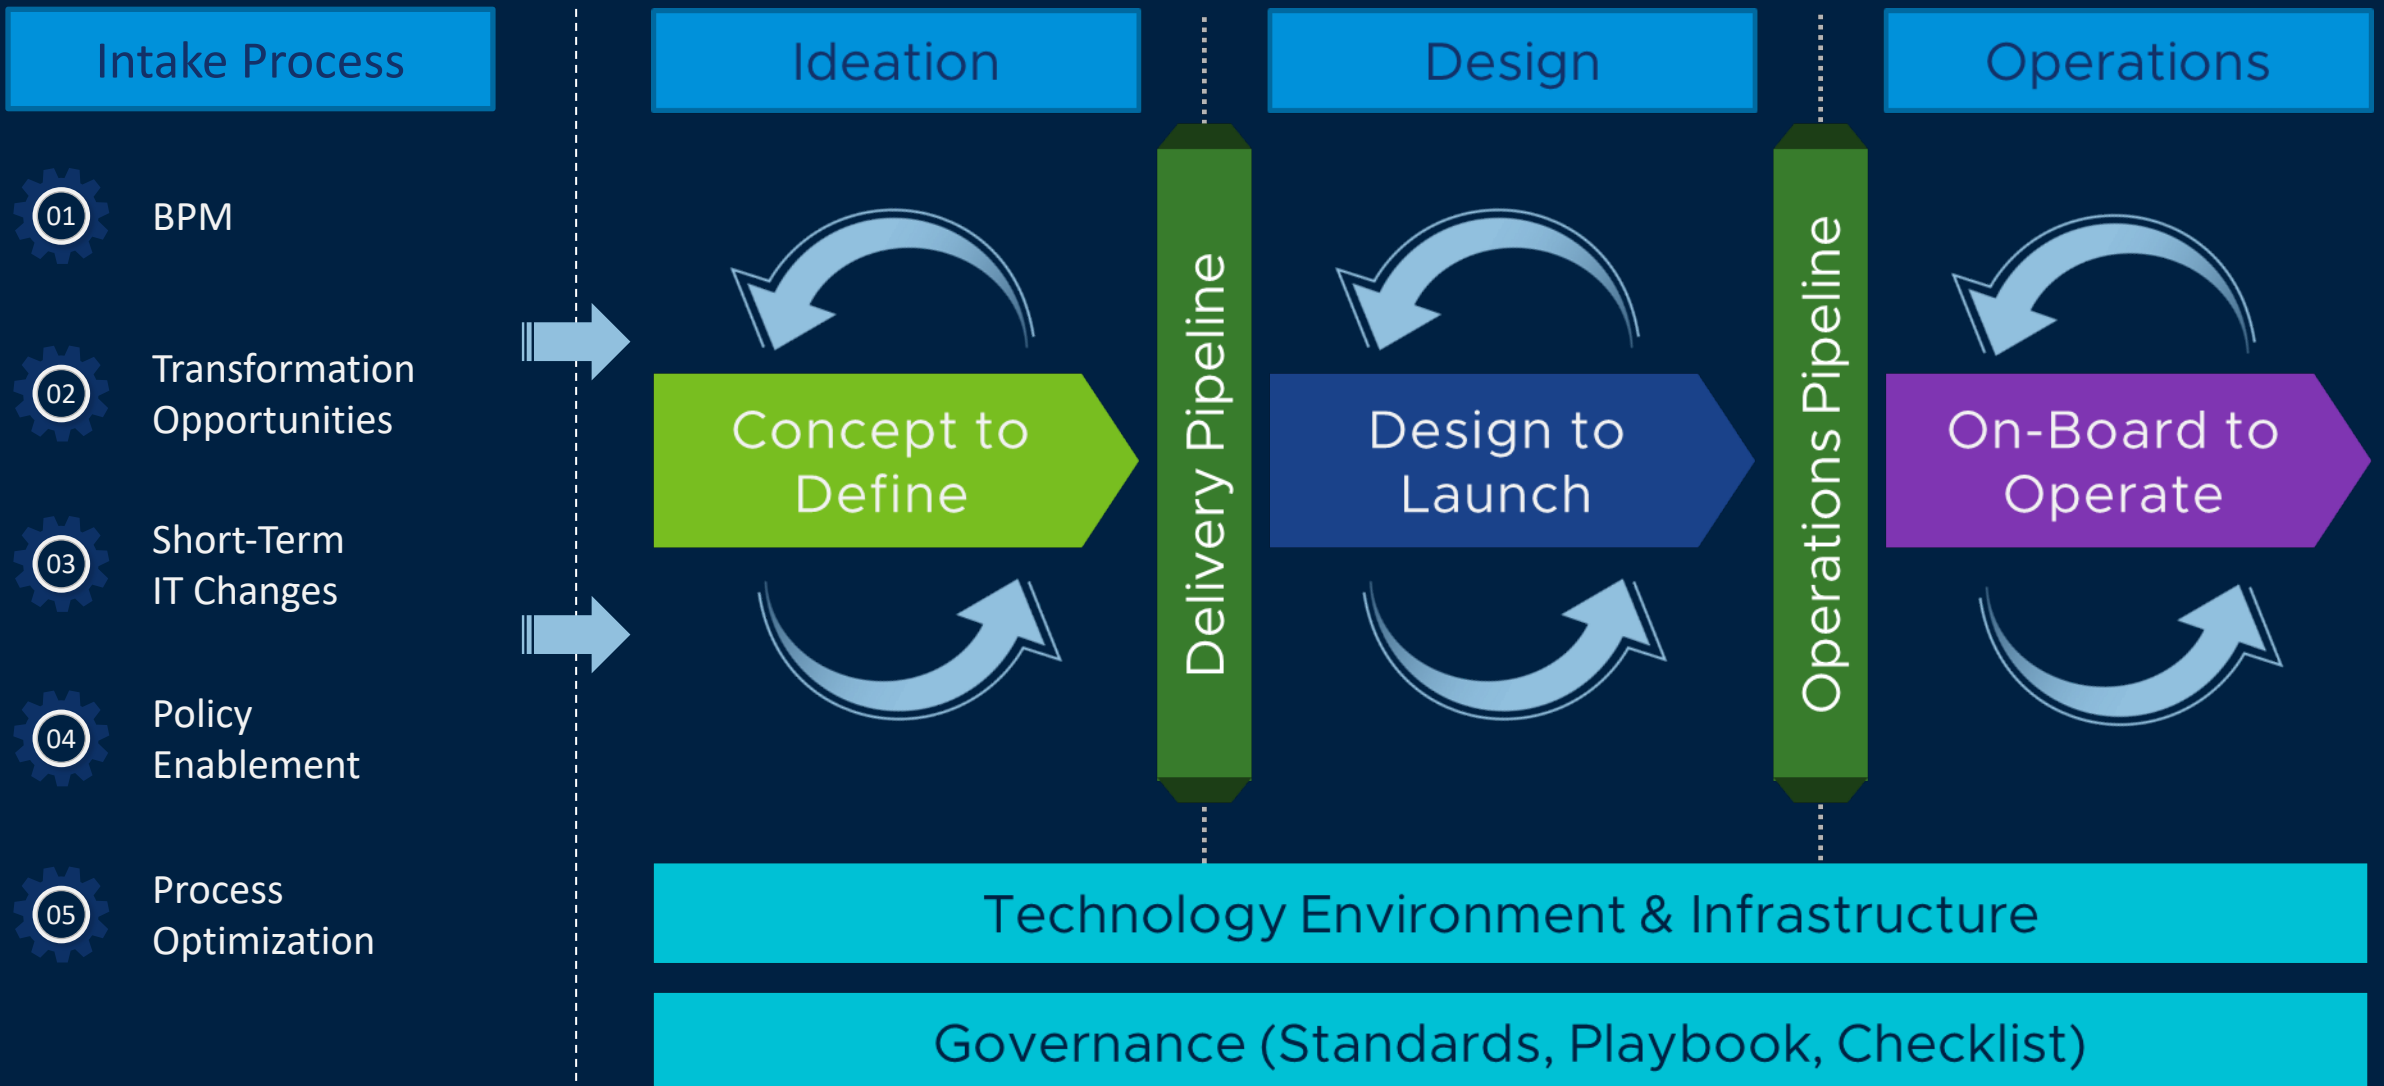 Intake Process
01
BPM
02
Transformation
Opportunities
03
Short-Term
IT Changes
04
Policy
Enablement
05
Process
Optimization
Ideation
Concept to
Define
Delivery Pipeline
Design
Design to
Launch
Operations Pipeline
Operations
On-Board to
Operate
Technology Environment & Infrastructure
Governance (Standards, Playbook, Checklist)